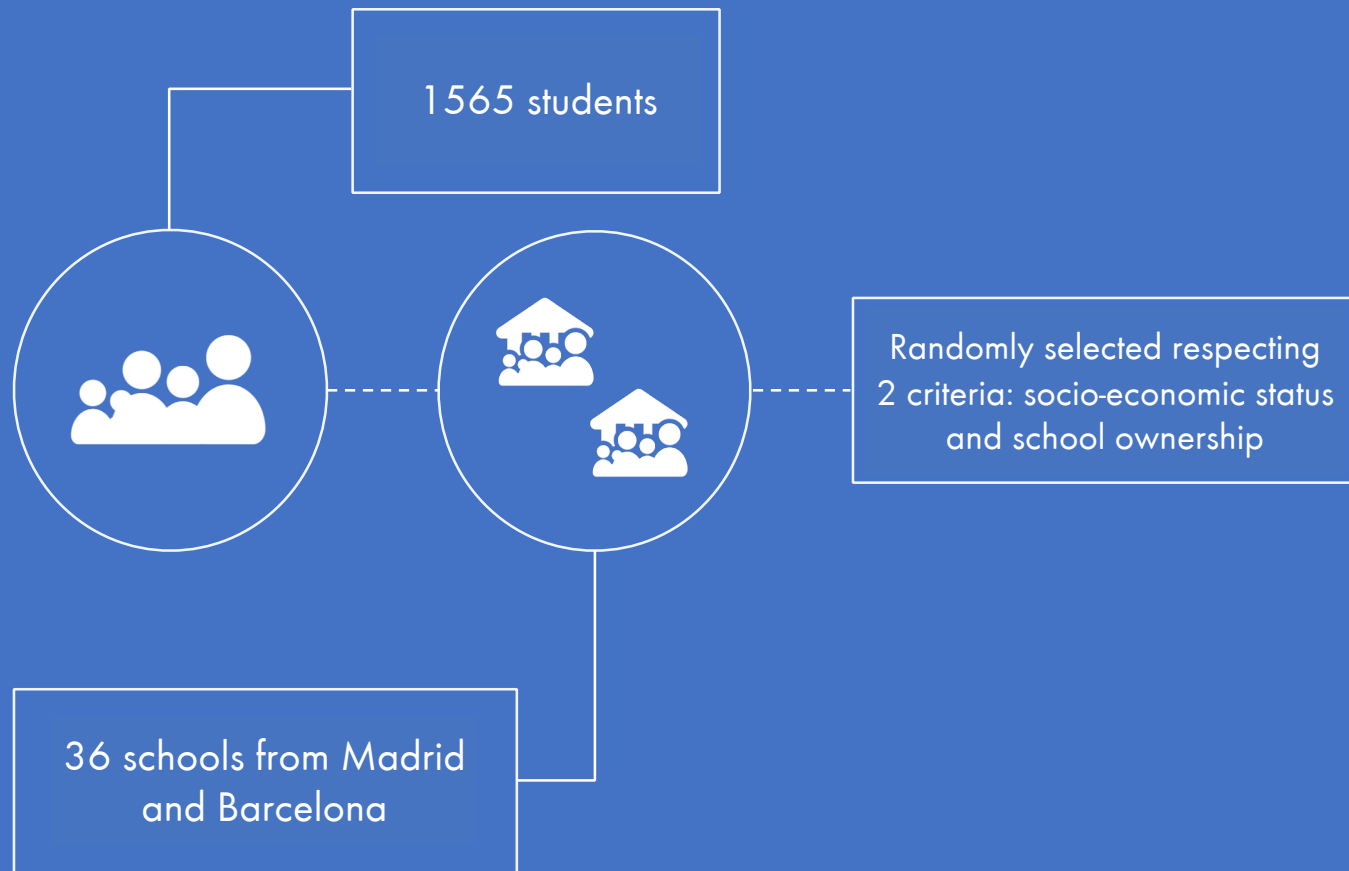 1565 students
Randomly selected respecting
2 criteria: socio-economic status
and school ownership
36 schools from Madrid
and Barcelona